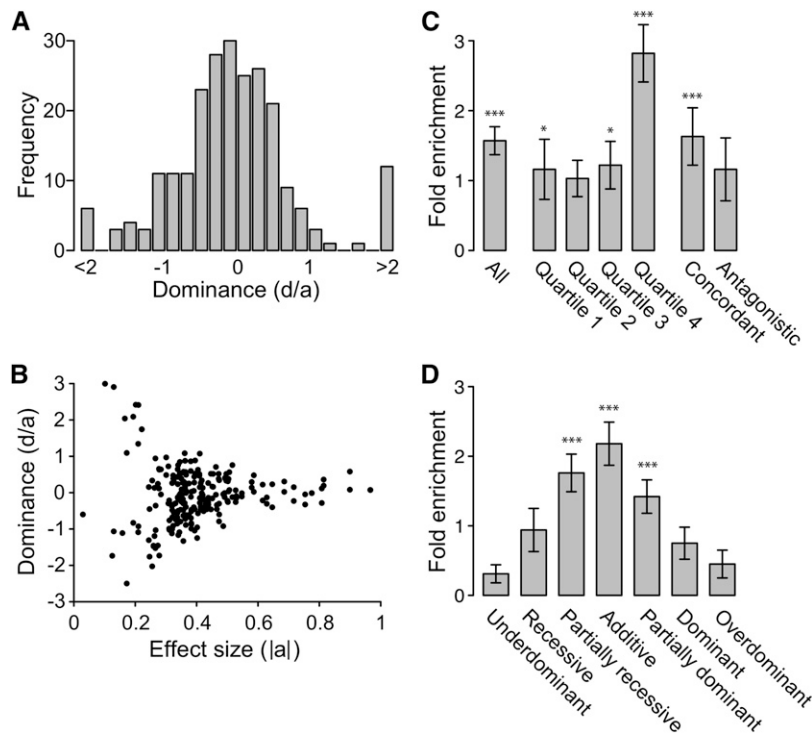 A
30
20
10
0
Frequency
<2
-1
0
1
>2
Dominance (d/a)
B
3
2
1
0
-1
-2
-3
Dominance (d/a)
0
0.2
0.4
0.6
0.8
1
Effect size (|a|)
C
3
2
1
0
Fold enrichment
***
*
*
***
***
All
Quartile 1
Quartile 2
Quartile 3
Quartile 4
Concordant
Antagonistic
D
3
2
1
0
Fold enrichment
***
***
***
Underdominant
Recessive
Partially recessive
Additive
Partially dominant
Dominant
Overdominant